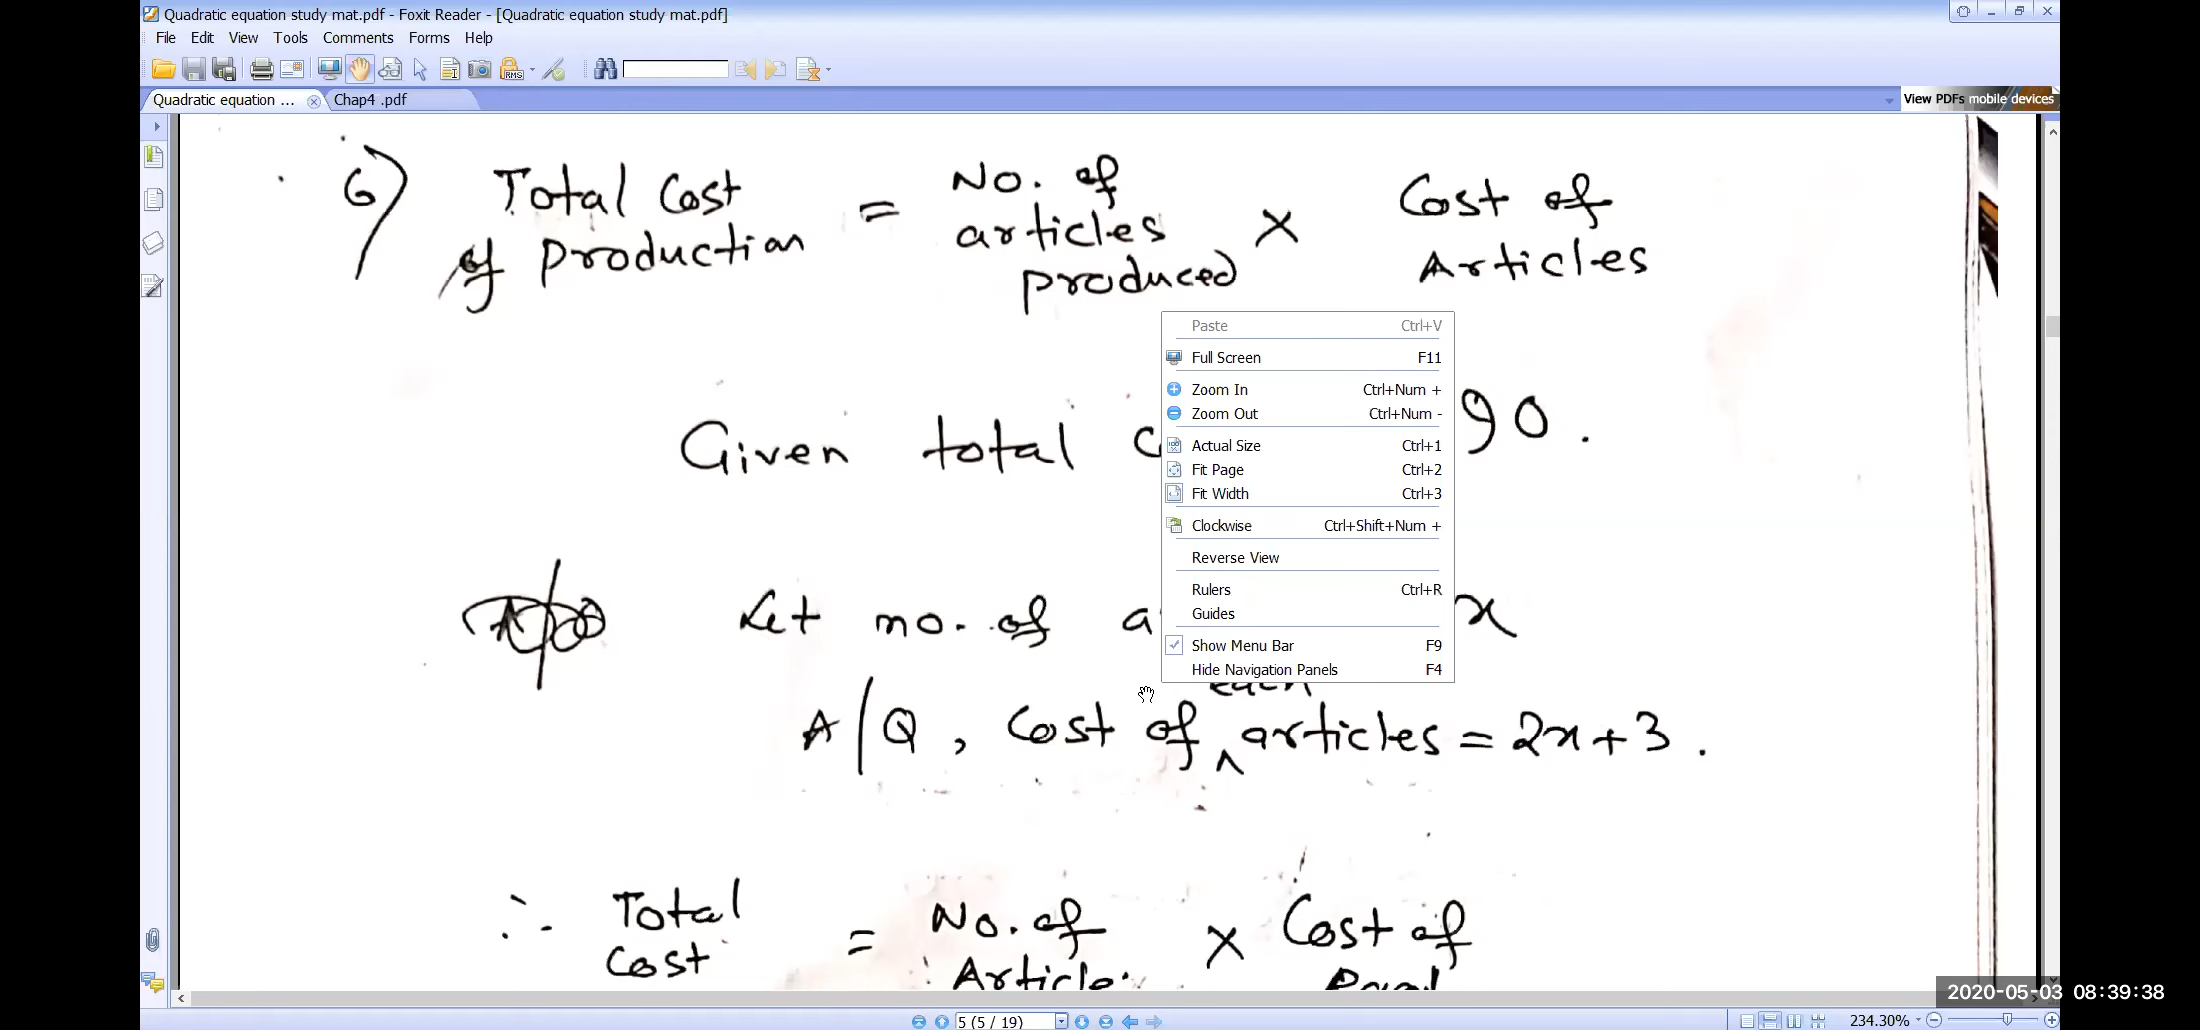 Quadratic equation study mat.pdf - Foxit Reader - [Quadratic equation study mat.pdf]
File Edit View Tools Comments Forms Help
RMS
Quadratic equation ... Chap4 .pdf
View PDFs mobile devices
6) Total Cost of production = No. of articles produced × Cost of Articles
Paste Ctrl+V
Full Screen F11
Zoom In Ctrl+Num +
Zoom Out Ctrl+Num -
Actual Size Ctrl+1
Fit Page Ctrl+2
Fit Width Ctrl+3
Clockwise Ctrl+Shift+Num +
Reverse View
Rulers Ctrl+R
Guides
Show Menu Bar F9
Hide Navigation Panels F4
Given total 90.
Let no. of x
each
A/Q, Cost of ^ articles = 2x+3.
∴ Total Cost = No. of Article × Cost of
2020-05-03 08:39:38
5 (5 / 19)
234.30%